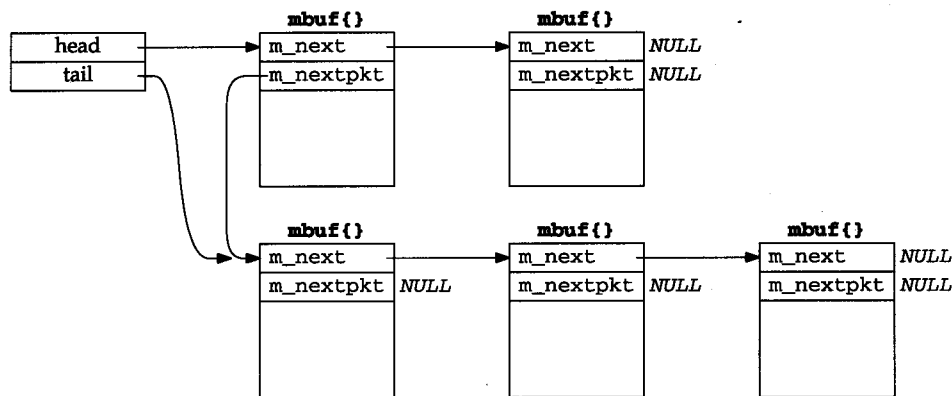 mbuf{} mbuf{}
head m_next m_next NULL
tail m_nextpkt m_nextpkt NULL
mbuf{} mbuf{} mbuf{}
m_next m_next m_next NULL
m_nextpkt NULL m_nextpkt NULL m_nextpkt NULL